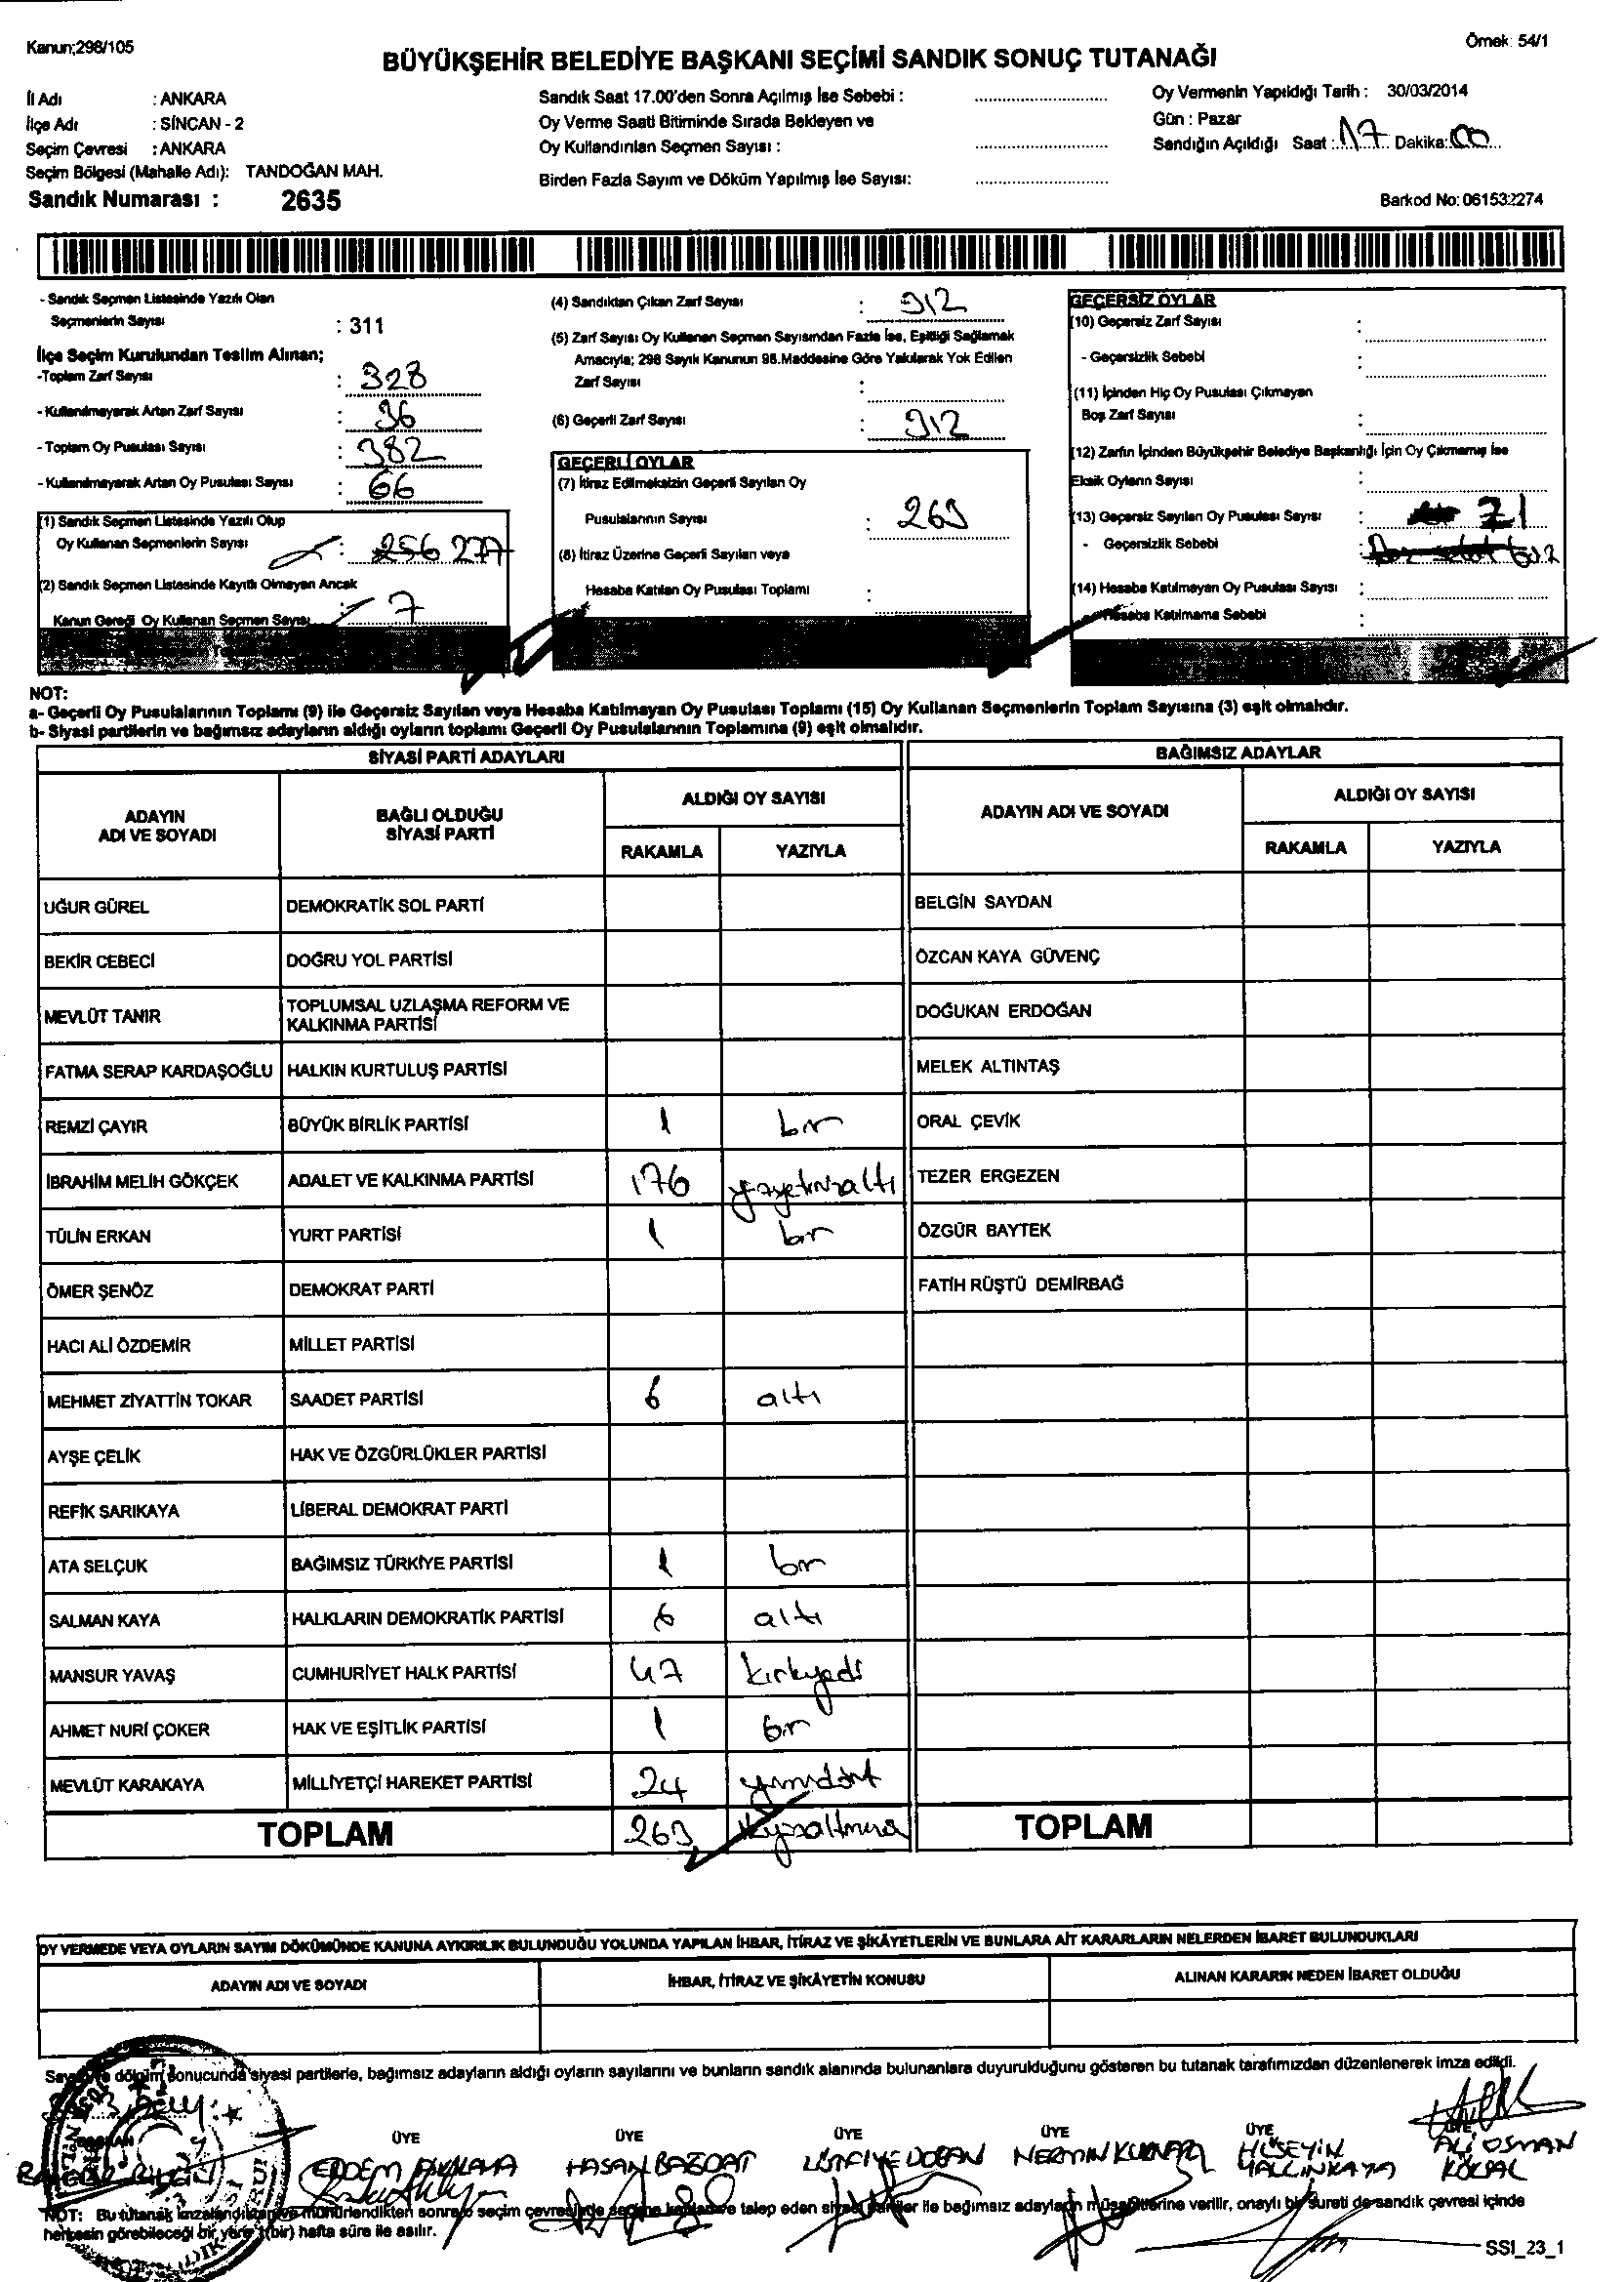 Kanun;298/105
Örnek: 54/1
BÜYÜKŞEHİR BELEDİYE BAŞKANI SEÇİMİ SANDIK SONUÇ TUTANAĞI
İl Adı : ANKARA
İlçe Adı : SİNCAN - 2
Seçim Çevresi : ANKARA
Seçim Bölgesi (Mahalle Adı): TANDOĞAN MAH.
Sandık Numarası : 2635
Sandık Saat 17.00'den Sonra Açılmış İse Sebebi :
Oy Verme Saati Bitiminde Sırada Bekleyen ve
Oy Kullandırılan Seçmen Sayısı :
Birden Fazla Sayım ve Döküm Yapılmış İse Sayısı:
Oy Vermenin Yapıldığı Tarih : 30/03/2014
Gün : Pazar
Sandığın Açıldığı Saat : 17 Dakika: 00
Barkod No: 061532274
- Sandık Seçmen Listesinde Yazılı Olan
Seçmenlerin Sayısı : 311
İlçe Seçim Kurulundan Teslim Alınan;
-Toplam Zarf Sayısı : 328
- Kullanılmayarak Artan Zarf Sayısı : 36
- Toplam Oy Pusulası Sayısı : 382
- Kullanılmayarak Artan Oy Pusulası Sayısı : 66
(1) Sandık Seçmen Listesinde Yazılı Olup
Oy Kullanan Seçmenlerin Sayısı : 256 277
(2) Sandık Seçmen Listesinde Kayıtlı Olmayan Ancak
Kanun Gereği Oy Kullanan Seçmen Sayısı : 7
(4) Sandıktan Çıkan Zarf Sayısı : 312
(5) Zarf Sayısı Oy Kullanan Seçmen Sayısından Fazla İse, Eşitliği Sağlamak
Amacıyla; 298 Sayılı Kanunun 98.Maddesine Göre Yakılarak Yok Edilen
Zarf Sayısı :
(6) Geçerli Zarf Sayısı : 312
GEÇERLİ OYLAR
(7) İtiraz Edilmeksizin Geçerli Sayılan Oy
Pusulalarının Sayısı : 263
(8) İtiraz Üzerine Geçerli Sayılan veya
Hesaba Katılan Oy Pusulası Toplamı :
GEÇERSİZ OYLAR
(10) Geçersiz Zarf Sayısı :
- Geçersizlik Sebebi :
(11) İçinden Hiç Oy Pusulası Çıkmayan
Boş Zarf Sayısı :
(12) Zarfın İçinden Büyükşehir Belediye Başkanlığı İçin Oy Çıkmamış İse
Eksik Oyların Sayısı :
(13) Geçersiz Sayılan Oy Pusulası Sayısı : 21
- Geçersizlik Sebebi :
(14) Hesaba Katılmayan Oy Pusulası Sayısı :
Hesaba Katılmama Sebebi :
NOT:
a- Geçerli Oy Pusulalarının Toplamı (9) ile Geçersiz Sayılan veya Hesaba Katılmayan Oy Pusulası Toplamı (15) Oy Kullanan Seçmenlerin Toplam Sayısına (3) eşit olmalıdır.
b- Siyasi partilerin ve bağımsız adayların aldığı oyların toplamı Geçerli Oy Pusulalarının Toplamına (9) eşit olmalıdır.
SİYASİ PARTİ ADAYLARI
BAĞIMSIZ ADAYLAR
ADAYIN
ADI VE SOYADI
BAĞLI OLDUĞU
SİYASİ PARTİ
ALDIĞI OY SAYISI
RAKAMLA YAZIYLA
ADAYIN ADI VE SOYADI
ALDIĞI OY SAYISI
RAKAMLA YAZIYLA
UĞUR GÜREL DEMOKRATİK SOL PARTİ BELGİN SAYDAN
BEKİR CEBECİ DOĞRU YOL PARTİSİ ÖZCAN KAYA GÜVENÇ
MEVLÜT TANIR TOPLUMSAL UZLAŞMA REFORM VE
KALKINMA PARTİSİ DOĞUKAN ERDOĞAN
FATMA SERAP KARDAŞOĞLU HALKIN KURTULUŞ PARTİSİ MELEK ALTINTAŞ
REMZİ ÇAYIR BÜYÜK BİRLİK PARTİSİ 1 bir ORAL ÇEVİK
İBRAHİM MELİH GÖKÇEK ADALET VE KALKINMA PARTİSİ 176 yüzyetmişaltı TEZER ERGEZEN
TÜLİN ERKAN YURT PARTİSİ 1 bir ÖZGÜR BAYTEK
ÖMER ŞENÖZ DEMOKRAT PARTİ FATİH RÜŞTÜ DEMİRBAĞ
HACI ALİ ÖZDEMİR MİLLET PARTİSİ
MEHMET ZİYATTİN TOKAR SAADET PARTİSİ 6 altı
AYŞE ÇELİK HAK VE ÖZGÜRLÜKLER PARTİSİ
REFİK SARIKAYA LİBERAL DEMOKRAT PARTİ
ATA SELÇUK BAĞIMSIZ TÜRKİYE PARTİSİ 1 bir
SALMAN KAYA HALKLARIN DEMOKRATİK PARTİSİ 6 altı
MANSUR YAVAŞ CUMHURİYET HALK PARTİSİ 47 kırkyedi
AHMET NURİ ÇOKER HAK VE EŞİTLİK PARTİSİ 1 bir
MEVLÜT KARAKAYA MİLLİYETÇİ HAREKET PARTİSİ 24 yirmidört
TOPLAM 263 TOPLAM
OY VERMEDE VEYA OYLARIN SAYIM DÖKÜMÜNDE KANUNA AYKIRILIK BULUNDUĞU YOLUNDA YAPILAN İHBAR, İTİRAZ VE ŞİKÂYETLERİN VE BUNLARA AİT KARARLARIN NELERDEN İBARET BULUNDUKLARI
ADAYIN ADI VE SOYADI İHBAR, İTİRAZ VE ŞİKÂYETİN KONUSU ALINAN KARARIN NEDEN İBARET OLDUĞU
Sayım ve döküm sonucunda siyasi partilerle, bağımsız adayların aldığı oyların sayılarını ve bunların sandık alanında bulunanlara duyurulduğunu gösteren bu tutanak tarafımızdan düzenlenerek imza edildi.
BAŞKAN ÜYE ÜYE ÜYE ÜYE ÜYE ÜYE
ERDEM HASAN BAZDAT LÜTFİYE DOĞAN NERMİN HÜSEYİN YALÇINKAYA ALİ OSMAN KÖKSAL
NOT: Bu tutanak imzalandıktan ve mühürlendikten sonra o seçim çevresinde seçime katılan ve talep eden siyasi partiler ile bağımsız adayların müşahitlerine verilir, onaylı bir sureti de sandık çevresi içinde
herkesin görebileceği bir yere 1(bir) hafta süre ile asılır.
SSI_23_1